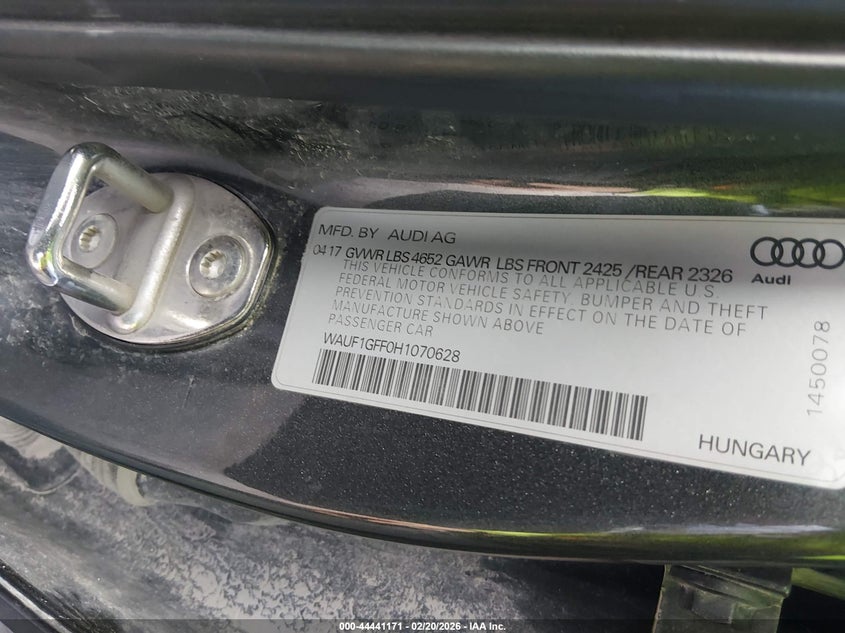 MFD. BY AUDI AG
04 17 GVWR LBS 4652 GAWR LBS FRONT 2425 /REAR 2326
THIS VEHICLE CONFORMS TO ALL APPLICABLE U.S.
FEDERAL MOTOR VEHICLE SAFETY, BUMPER AND THEFT
PREVENTION STANDARDS IN EFFECT ON THE DATE OF
MANUFACTURE SHOWN ABOVE
PASSENGER CAR
WAUF1GFF0H1070628
Audi
1450078
HUNGARY
000-44441171 - 02/20/2026 - IAA Inc.